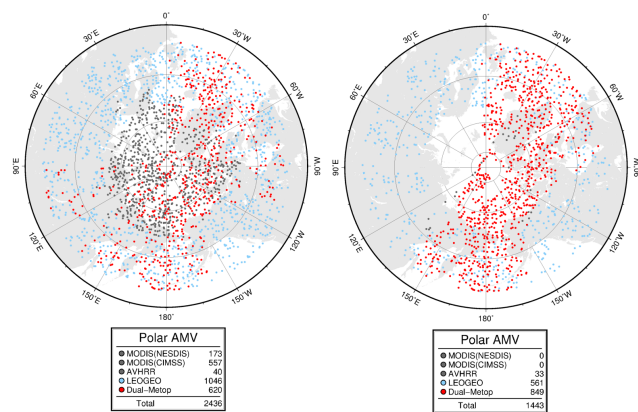 0˚
30˚E
30˚W
60˚E
60˚W
90˚E
90˚W
120˚E
120˚W
150˚E
150˚W
180˚
Polar AMV
MODIS(NESDIS) 173
MODIS(CIMSS) 557
AVHRR 40
LEOGEO 1046
Dual−Metop 620
Total 2436
0˚
30˚E
30˚W
60˚E
60˚W
90˚E
90˚W
120˚E
120˚W
150˚E
150˚W
180˚
Polar AMV
MODIS(NESDIS) 0
MODIS(CIMSS) 0
AVHRR 33
LEOGEO 561
Dual−Metop 849
Total 1443